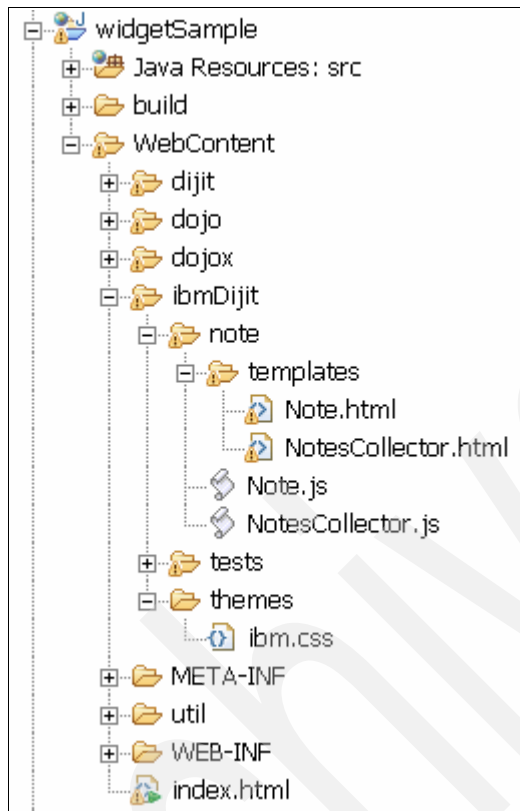 widgetSample
Java Resources: src
build
WebContent
dijit
dojo
dojox
ibmDijit
note
templates
Note.html
NotesCollector.html
Note.js
NotesCollector.js
tests
themes
ibm.css
META-INF
util
WEB-INF
index.html